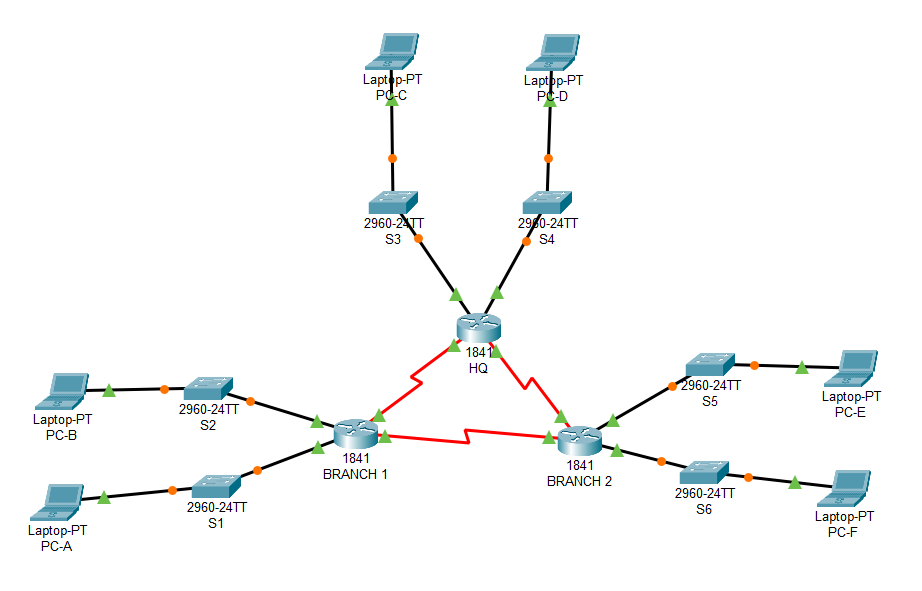 Laptop-PT
PC-C
Laptop-PT
PC-D
2960-24TT
S3
2960-24TT
S4
1841
HQ
Laptop-PT
PC-B
2960-24TT
S2
2960-24TT
S5
Laptop-PT
PC-E
1841
BRANCH 1
1841
BRANCH 2
Laptop-PT
PC-A
2960-24TT
S1
2960-24TT
S6
Laptop-PT
PC-F